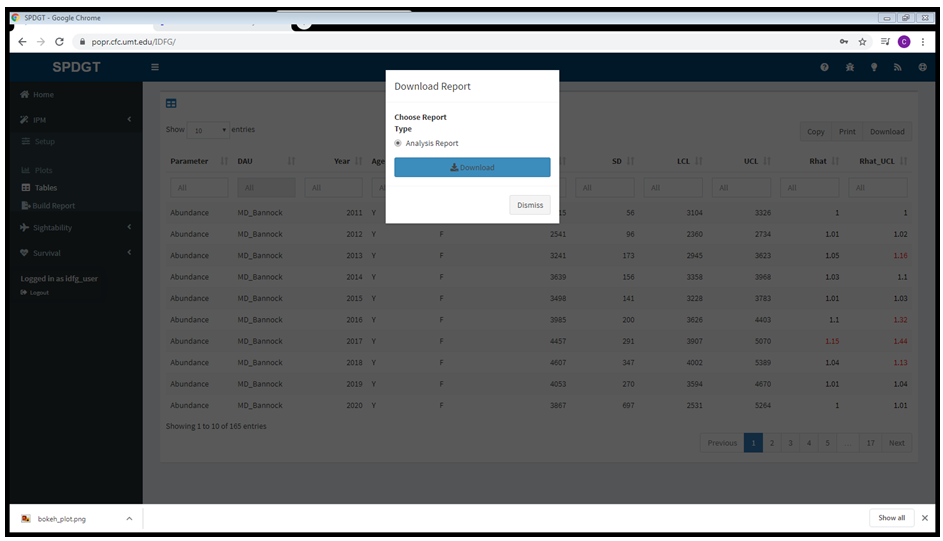 SPDGT - Google Chrome
popr.cfc.umt.edu/IDFG/
C
SPDGT
Home
IPM
Setup
Plots
Tables
Build Report
Sightability
Survival
Logged in as idfg_user
Logout
Download Report
Choose Report
Type
Analysis Report
Download
Dismiss
Show 10 entries
Copy Print Download
Parameter DAU Year Age SD LCL UCL Rhat Rhat_UCL
All All All All All All All All
Abundance MD_Bannock 2011 Y 56 3104 3326 1 1
Abundance MD_Bannock 2012 Y F 2541 96 2360 2734 1.01 1.02
Abundance MD_Bannock 2013 Y F 3241 173 2945 3623 1.05 1.16
Abundance MD_Bannock 2014 Y F 3639 156 3358 3968 1.03 1.1
Abundance MD_Bannock 2015 Y F 3498 141 3228 3783 1.01 1.03
Abundance MD_Bannock 2016 Y F 3985 200 3626 4403 1.1 1.32
Abundance MD_Bannock 2017 Y F 4457 291 3907 5070 1.15 1.44
Abundance MD_Bannock 2018 Y F 4607 347 4002 5389 1.04 1.13
Abundance MD_Bannock 2019 Y F 4053 270 3594 4670 1.01 1.04
Abundance MD_Bannock 2020 Y F 3867 697 2531 5264 1 1.01
Showing 1 to 10 of 165 entries
Previous 1 2 3 4 5 ... 17 Next
bokeh_plot.png
Show all